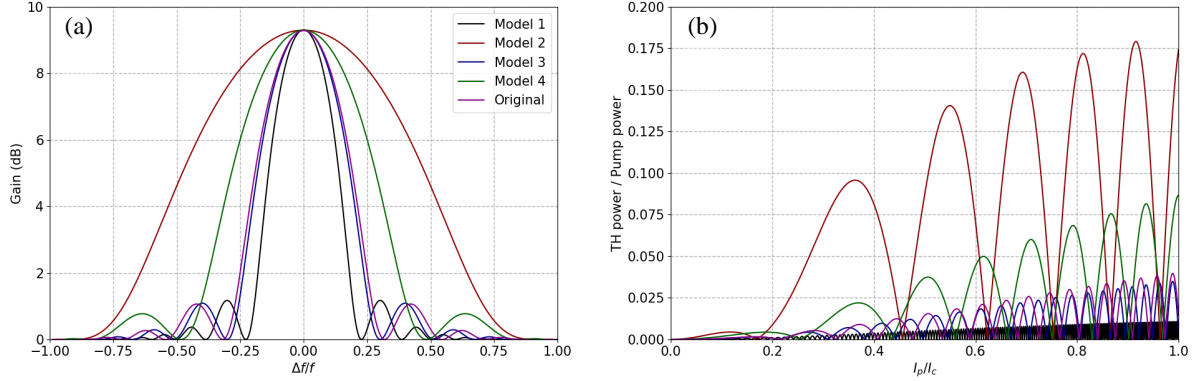 (a)
Model 1
Model 2
Model 3
Model 4
Original
Gain (dB)
10
8
6
4
2
0
−1.00 −0.75 −0.50 −0.25 0.00 0.25 0.50 0.75 1.00
Δf/f
(b)
TH power / Pump power
0.200
0.175
0.150
0.125
0.100
0.075
0.050
0.025
0.000
0.0 0.2 0.4 0.6 0.8 1.0
Ip/Ic